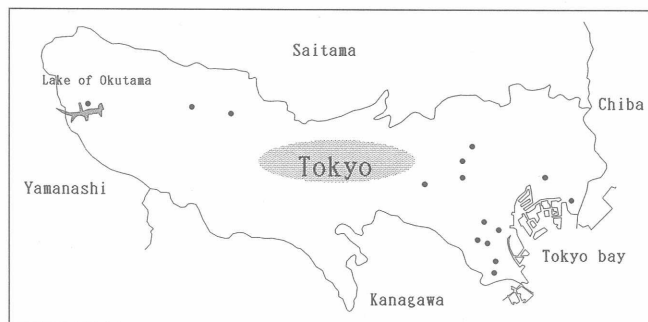 Saitama
Lake of Okutama
Chiba
Tokyo
Yamanashi
Tokyo bay
Kanagawa